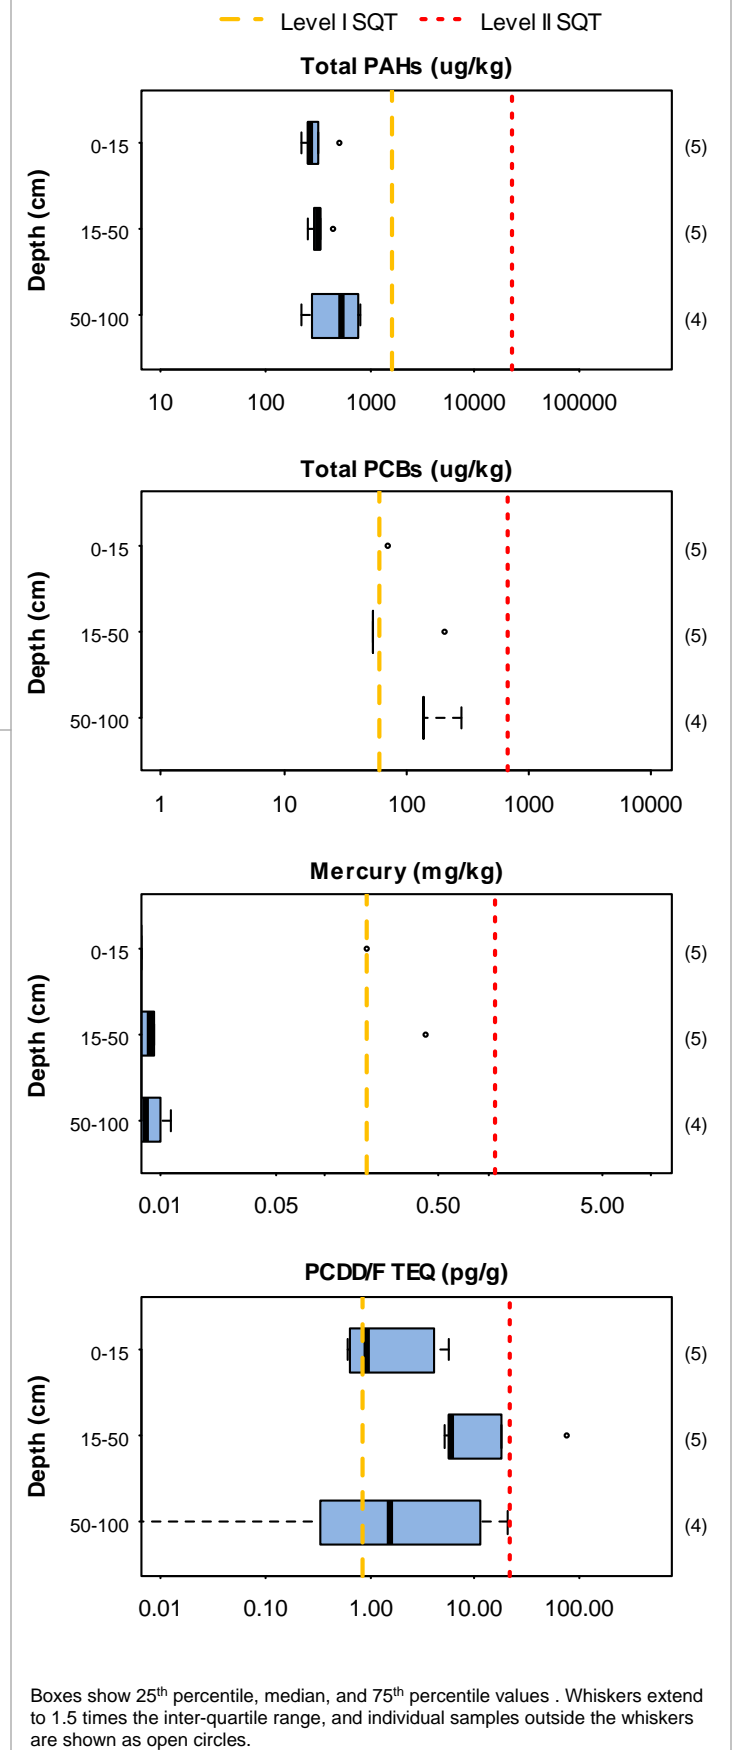 Level I SQT Level II SQT
Total PAHs (ug/kg)
Depth (cm)
0-15 (5)
15-50 (5)
50-100 (4)
10 100 1000 10000 100000
Total PCBs (ug/kg)
Depth (cm)
0-15 (5)
15-50 (5)
50-100 (4)
1 10 100 1000 10000
Mercury (mg/kg)
Depth (cm)
0-15 (5)
15-50 (5)
50-100 (4)
0.01 0.05 0.50 5.00
PCDD/F TEQ (pg/g)
Depth (cm)
0-15 (5)
15-50 (5)
50-100 (4)
0.01 0.10 1.00 10.00 100.00
Boxes show 25th percentile, median, and 75th percentile values . Whiskers extend
to 1.5 times the inter-quartile range, and individual samples outside the whiskers
are shown as open circles.